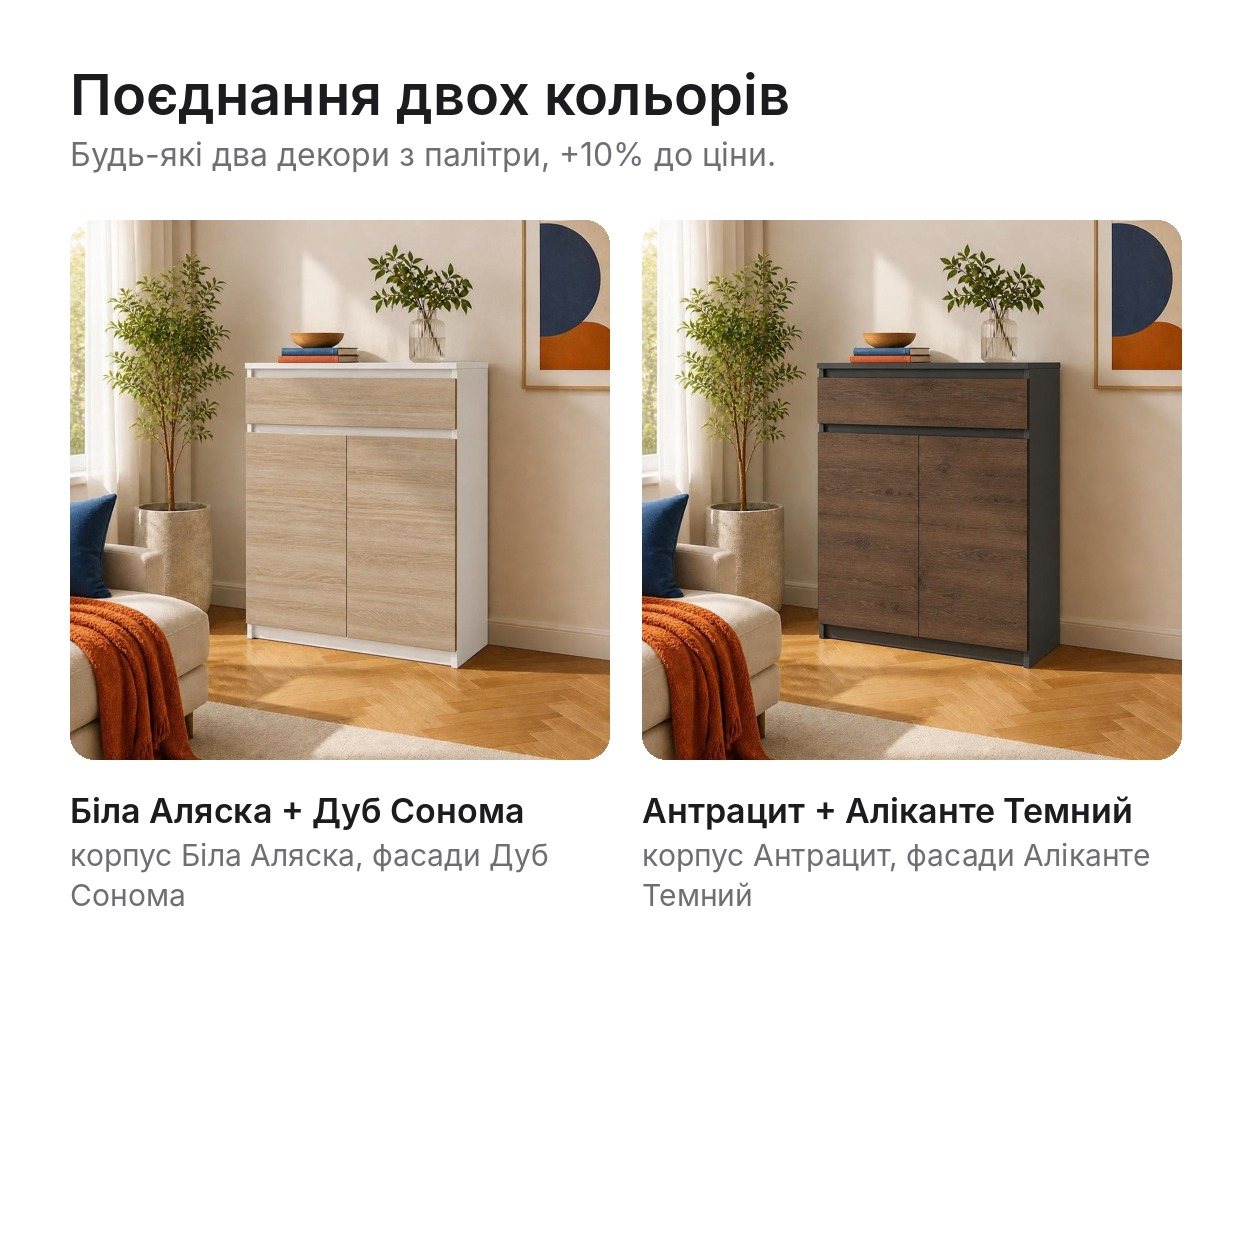 Поєднання двох кольорів
Будь-які два декори з палітри, +10% до ціни.
Біла Аляска + Дуб Сонома
корпус Біла Аляска, фасади Дуб
Сонома
Антрацит + Аліканте Темний
корпус Антрацит, фасади Аліканте
Темний